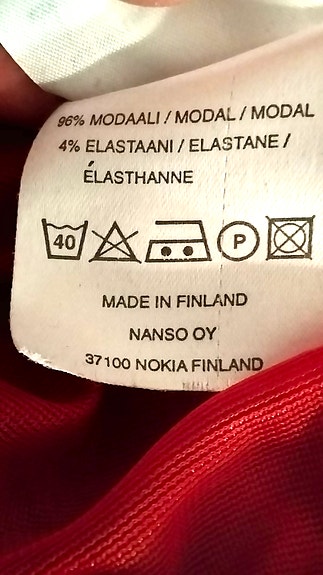 96% MODAALI / MODAL / MODAL
4% ELASTAANI / ELASTANE /
ÉLASTHANNE
40 P
MADE IN FINLAND
NANSO OY
37100 NOKIA FINLAND